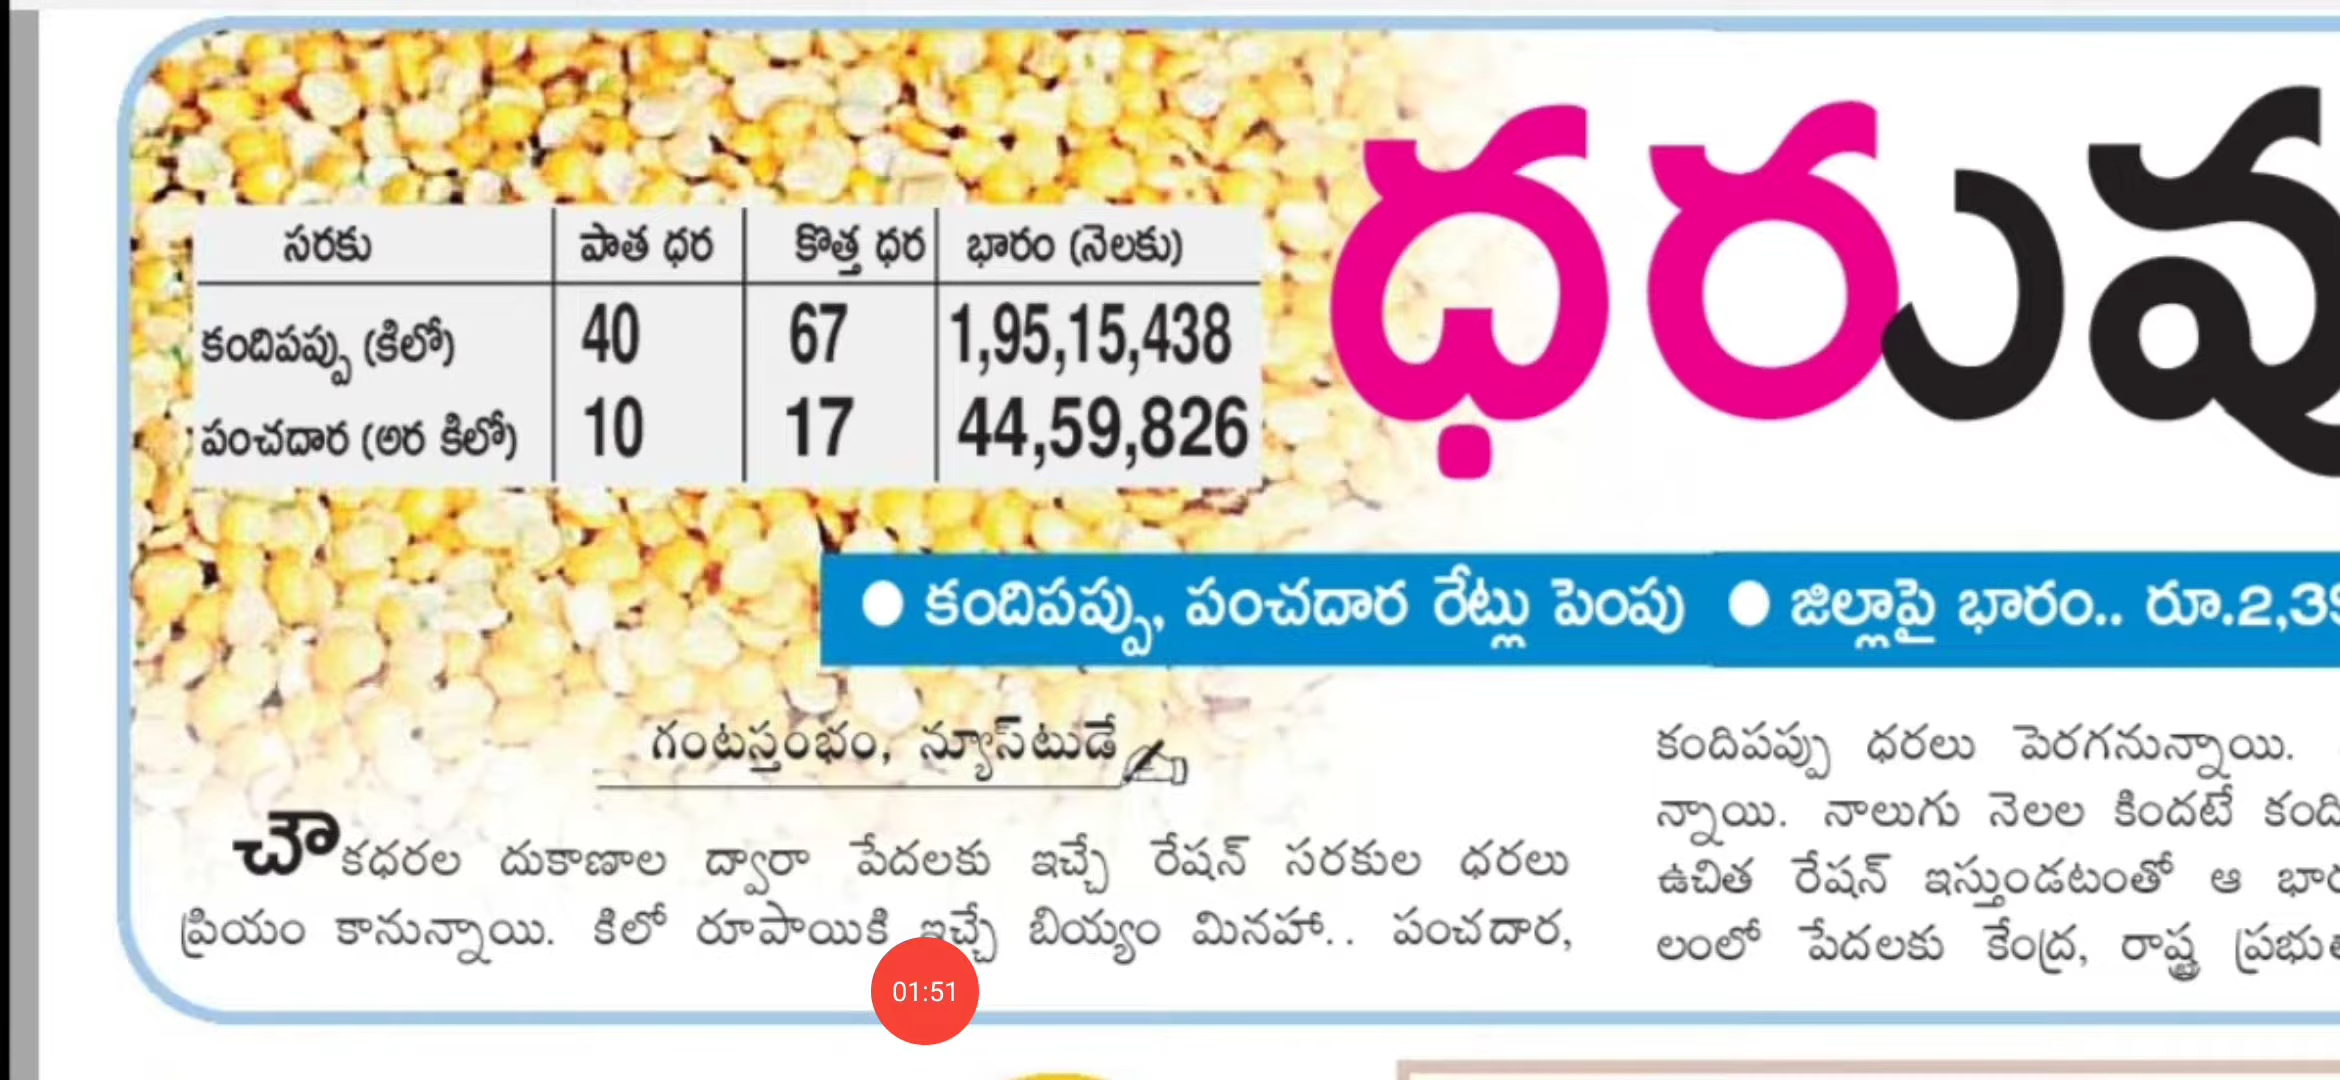 సరకు పాత ధర కొత్త ధర భారం (నెలకు)
కందిపప్పు (కిలో) 40 67 1,95,15,438
పంచదార (అర కిలో) 10 17 44,59,826
● కందిపప్పు, పంచదార రేట్లు పెంపు ● జిల్లాపై భారం.. రూ.2,3
గంటస్తంభం, న్యూస్‌టుడే
చౌకధరల దుకాణాల ద్వారా పేదలకు ఇచ్చే రేషన్ సరకుల ధరలు
ప్రియం కానున్నాయి. కిలో రూపాయికి ఇచ్చే బియ్యం మినహా.. పంచదార,
కందిపప్పు ధరలు పెరగనున్నాయి.
న్నాయి. నాలుగు నెలల కిందటే
ఉచిత రేషన్ ఇస్తుండటంతో ఆ
లంలో పేదలకు కేంద్ర, రాష్ట్ర
01:51